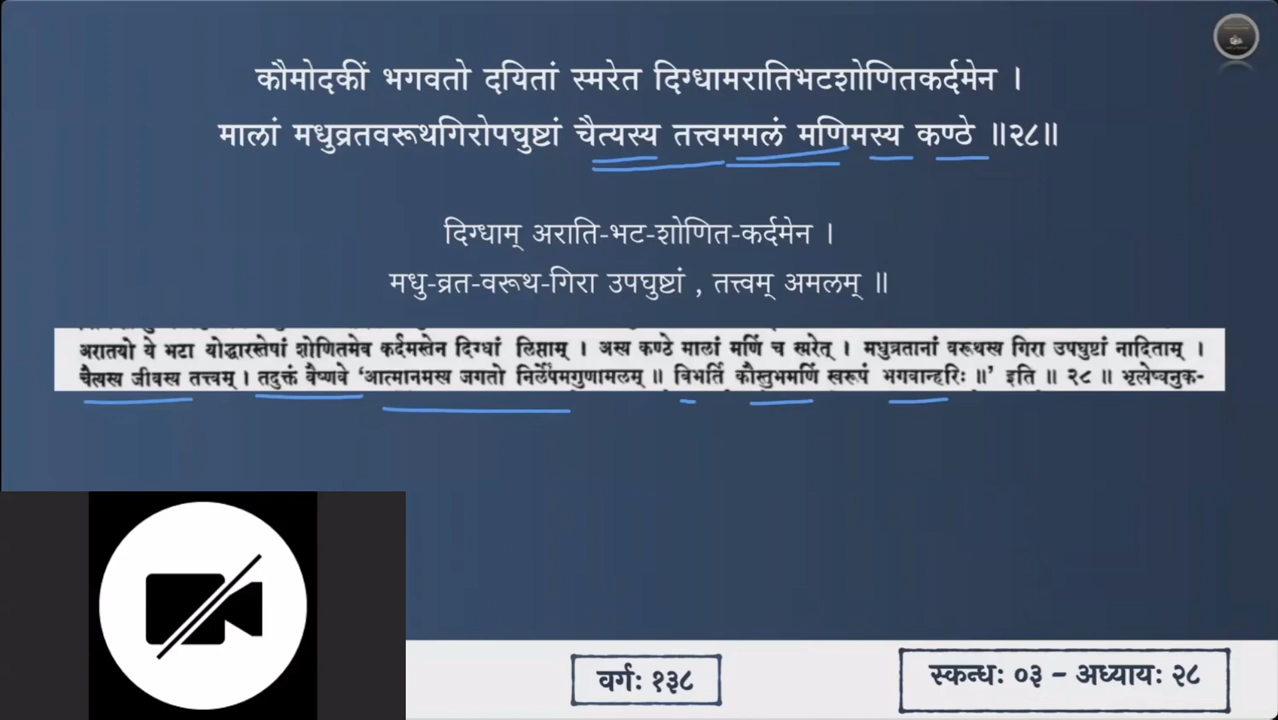 कौमोदकीं भगवतो दयितां स्मरेत दिग्धामरातिभटशोणितकर्दमेन ।
मालां मधुव्रतवरूथगिरोपघुष्टां चैत्यस्य तत्त्वममलं मणिमस्य कण्ठे ॥२८॥
दिग्धाम् अराति-भट-शोणित-कर्दमेन ।
मधु-व्रत-वरूथ-गिरा उपघुष्टां , तत्त्वम् अमलम् ॥
अरातयो ये भटा योद्धारस्तेषां शोणितमेव कर्दमस्तेन दिग्धां लिप्ताम् । अस्य कण्ठे मालां मणिं च स्मरेत् । मधुव्रतानां वरूथस्य गिरा उपघुष्टां नादिताम् ।
चैत्यस्य जीवस्य तत्त्वम् । तदुक्तं वैष्णवे ‘आत्मानमस्य जगतो निर्लेपमगुणामलम् ॥ बिभर्ति कौस्तुभमणिं स्वरूपं भगवान्हरिः ॥’ इति ॥ २८ ॥ भृत्येष्वनुक-
वर्गः १३८
स्कन्धः ०३ - अध्यायः २८